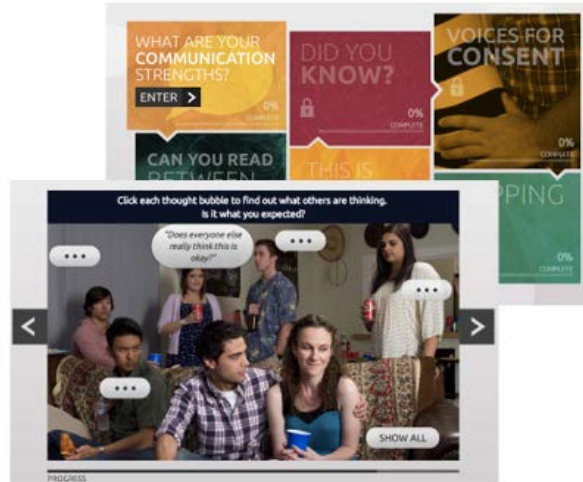 WHAT ARE YOUR
COMMUNICATION
STRENGTHS?
ENTER >
0%
COMPLETE
DID YOU
KNOW?
0%
COMPLETE
VOICES FOR
CONSENT
0%
COMPLETE
CAN YOU READ
BETWEEN
THIS IS
PPING
0%
COMPLETE
Click each thought bubble to find out what others are thinking.
Is it what you expected?
"Does everyone else
really think this is
okay?"
SHOW ALL
PROGRESS